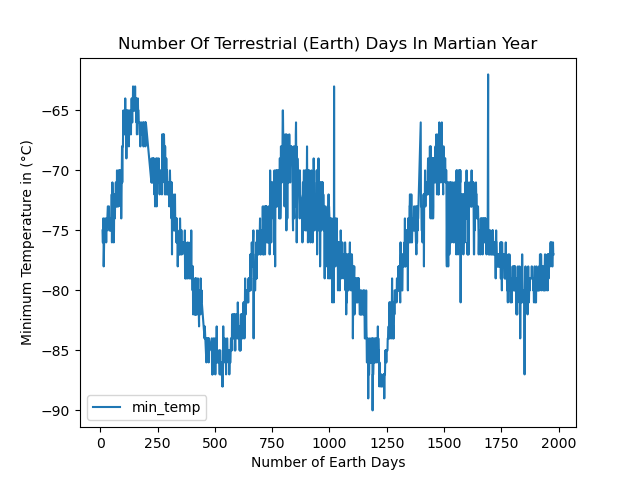 Number Of Terrestrial (Earth) Days In Martian Year
Minimum Temperature in (°C)
−65
−70
−75
−80
−85
−90
min_temp
0 250 500 750 1000 1250 1500 1750 2000
Number of Earth Days